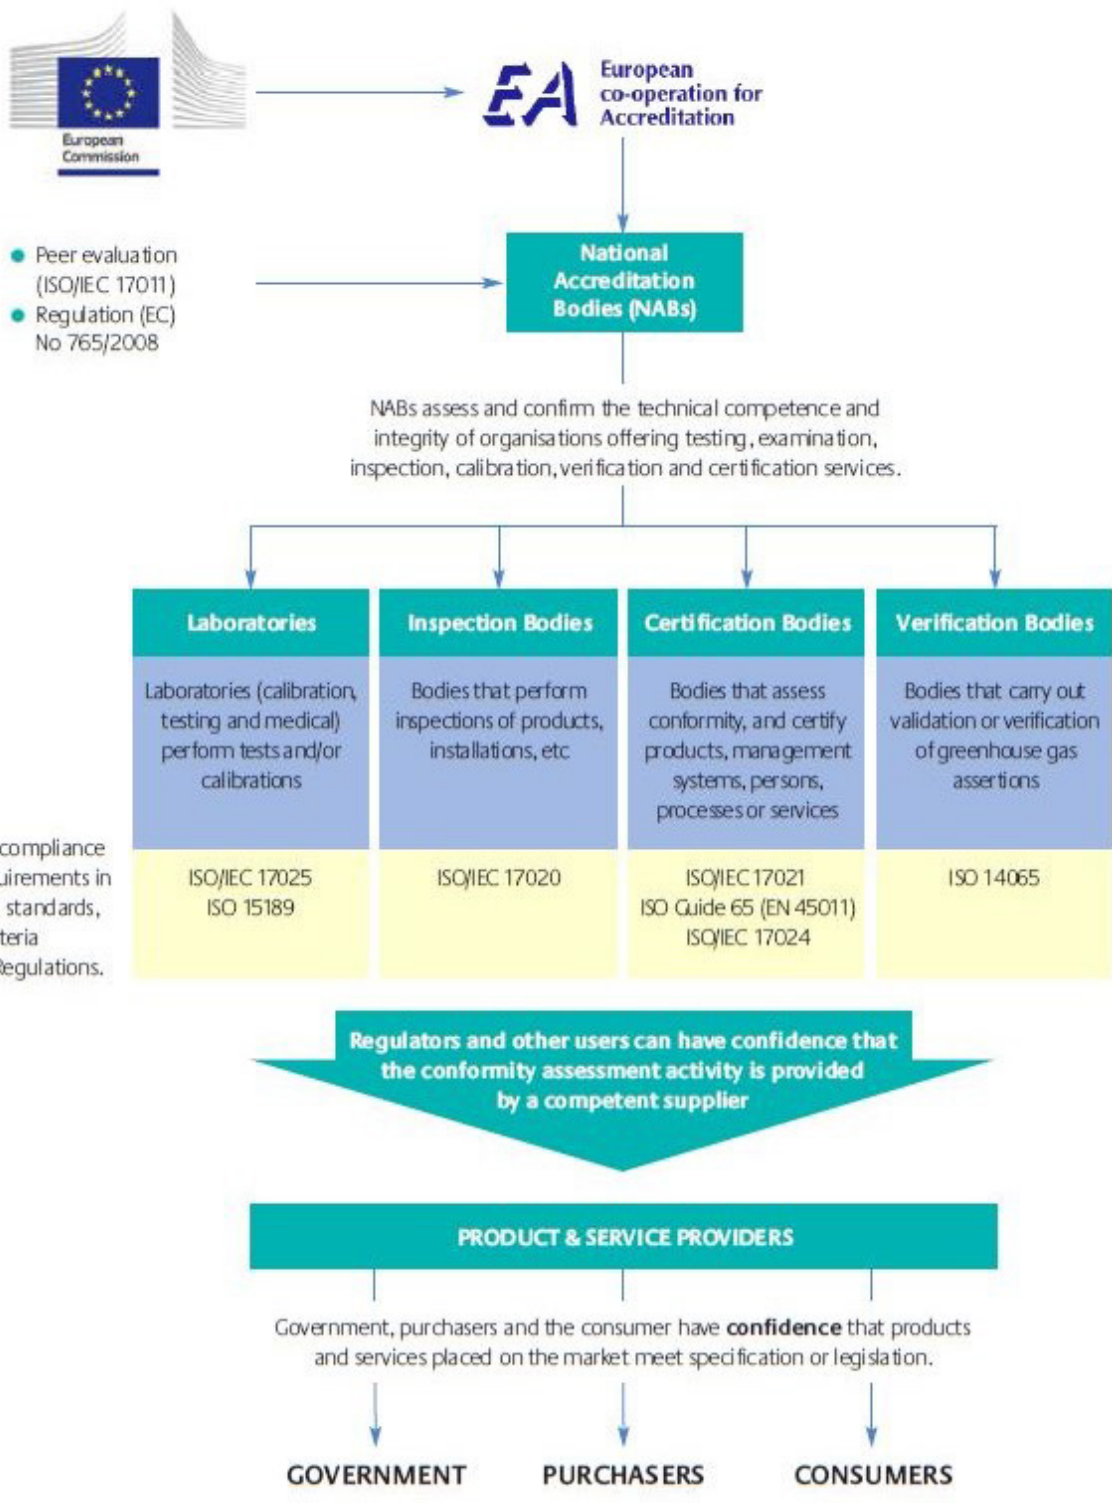 European
Commission
EA
European
co-operation for
Accreditation
● Peer evaluation
(ISO/IEC 17011)
● Regulation (EC)
No 765/2008
National
Accreditation
Bodies (NABs)
NABs assess and confirm the technical competence and
integrity of organisations offering testing, examination,
inspection, calibration, verification and certification services.
Laboratories
Laboratories (calibration,
testing and medical)
perform tests and/or
calibrations
ISO/IEC 17025
ISO 15189
Inspection Bodies
Bodies that perform
inspections of products,
installations, etc
ISO/IEC 17020
Certification Bodies
Bodies that assess
conformity, and certify
products, management
systems, persons,
processes or services
ISO/IEC 17021
ISO Guide 65 (EN 45011)
ISO/IEC 17024
Verification Bodies
Bodies that carry out
validation or verification
of greenhouse gas
assertions
ISO 14065
compliance
in
standards,
Regulations.
Regulators and other users can have confidence that
the conformity assessment activity is provided
by a competent supplier
PRODUCT & SERVICE PROVIDERS
Government, purchasers and the consumer have confidence that products
and services placed on the market meet specification or legislation.
GOVERNMENT
PURCHASERS
CONSUMERS